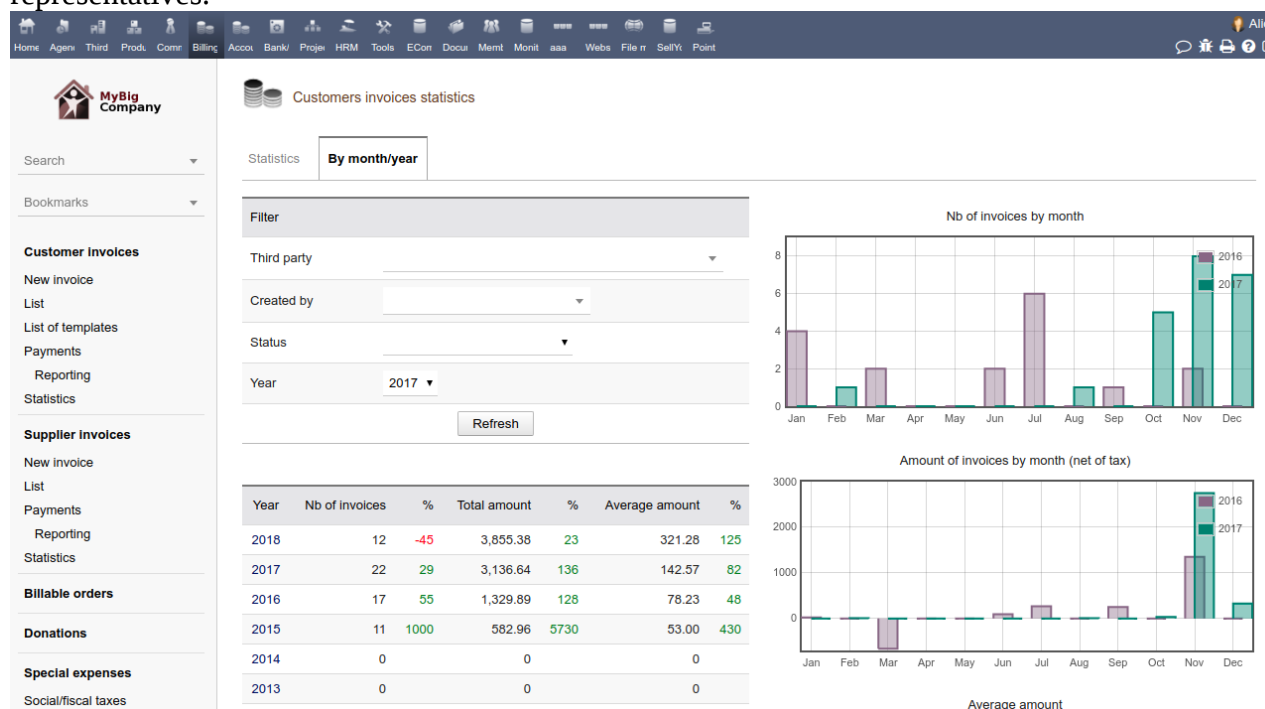 representatives.
Home Agen Third Produ Comm Billing Accou Bank/ Projec HRM Tools ECom Docum Memb Monit aaa Webs File m SellYo Point
Ali
MyBig
Company
Search
Bookmarks
Customer invoices
New invoice
List
List of templates
Payments
Reporting
Statistics
Supplier invoices
New invoice
List
Payments
Reporting
Statistics
Billable orders
Donations
Special expenses
Social/fiscal taxes
Customers invoices statistics
Statistics By month/year
Filter
Third party
Created by
Status
Year 2017
Refresh
Year Nb of invoices % Total amount % Average amount %
2018 12 -45 3,855.38 23 321.28 125
2017 22 29 3,136.64 136 142.57 82
2016 17 55 1,329.89 128 78.23 48
2015 11 1000 582.96 5730 53.00 430
2014 0 0 0
2013 0 0 0
Nb of invoices by month
8
6
4
2
0
2016
2017
Jan Feb Mar Apr May Jun Jul Aug Sep Oct Nov Dec
Amount of invoices by month (net of tax)
3000
2000
1000
0
2016
2017
Jan Feb Mar Apr May Jun Jul Aug Sep Oct Nov Dec
Average amount